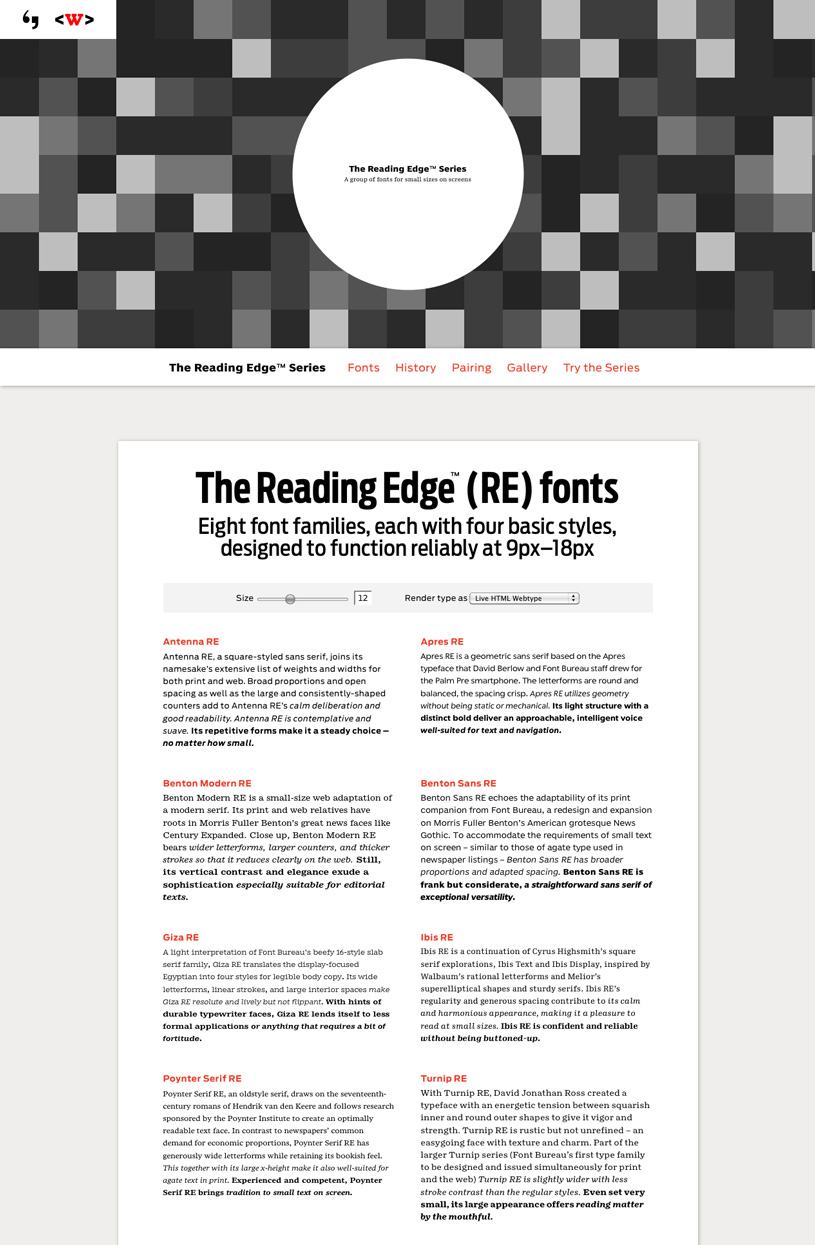 <W>
The Reading Edge™ Series
A group of fonts for small sizes on screens
The Reading Edge™ Series Fonts History Pairing Gallery Try the Series
The Reading Edge™ (RE) fonts
Eight font families, each with four basic styles,
designed to function reliably at 9px–18px
Size 12 Render type as Live HTML Webtype
Antenna RE
Antenna RE, a square-styled sans serif, joins its
namesake's extensive list of weights and widths for
both print and web. Broad proportions and open
spacing as well as the large and consistently-shaped
counters add to Antenna RE's calm deliberation and
good readability. Antenna RE is contemplative and
suave. Its repetitive forms make it a steady choice –
no matter how small.
Apres RE
Apres RE is a geometric sans serif based on the Apres
typeface that David Berlow and Font Bureau staff drew for
the Palm Pre smartphone. The letterforms are round and
balanced, the spacing crisp. Apres RE utilizes geometry
without being static or mechanical. Its light structure with a
distinct bold deliver an approachable, intelligent voice
well-suited for text and navigation.
Benton Modern RE
Benton Modern RE is a small-size web adaptation of
a modern serif. Its print and web relatives have
roots in Morris Fuller Benton's great news faces like
Century Expanded. Close up, Benton Modern RE
bears wider letterforms, larger counters, and thicker
strokes so that it reduces clearly on the web. Still,
its vertical contrast and elegance exude a
sophistication especially suitable for editorial
texts.
Benton Sans RE
Benton Sans RE echoes the adaptability of its print
companion from Font Bureau, a redesign and expansion
on Morris Fuller Benton's American grotesque News
Gothic. To accommodate the requirements of small text
on screen – similar to those of agate type used in
newspaper listings – Benton Sans RE has broader
proportions and adapted spacing. Benton Sans RE is
frank but considerate, a straightforward sans serif of
exceptional versatility.
Giza RE
A light interpretation of Font Bureau's beefy 16-style slab
serif family, Giza RE translates the display-focused
Egyptian into four styles for legible body copy. Its wide
letterforms, linear strokes, and large interior spaces make
Giza RE resolute and lively but not flippant. With hints of
durable typewriter faces, Giza RE lends itself to less
formal applications or anything that requires a bit of
fortitude.
Ibis RE
Ibis RE is a continuation of Cyrus Highsmith's square
serif explorations, Ibis Text and Ibis Display, inspired by
Walbaum's rational letterforms and Melior's
superelliptical shapes and sturdy serifs. Ibis RE's
regularity and generous spacing contribute to its calm
and harmonious appearance, making it a pleasure to
read at small sizes. Ibis RE is confident and reliable
without being buttoned-up.
Poynter Serif RE
Poynter Serif RE, an oldstyle serif, draws on the seventeenth-
century romans of Hendrik van den Keere and follows research
sponsored by the Poynter Institute to create an optimally
readable text face. In contrast to newspapers' common
demand for economic proportions, Poynter Serif RE has
generously wide letterforms while retaining its bookish feel.
This together with its large x-height make it also well-suited for
agate text in print. Experienced and competent, Poynter
Serif RE brings tradition to small text on screen.
Turnip RE
With Turnip RE, David Jonathan Ross created a
typeface with an energetic tension between squarish
inner and round outer shapes to give it vigor and
strength. Turnip RE is rustic but not unrefined – an
easygoing face with texture and charm. Part of the
larger Turnip series (Font Bureau's first type family
to be designed and issued simultaneously for print
and the web) Turnip RE is slightly wider with less
stroke contrast than the regular styles. Even set very
small, its large appearance offers reading matter
by the mouthful.